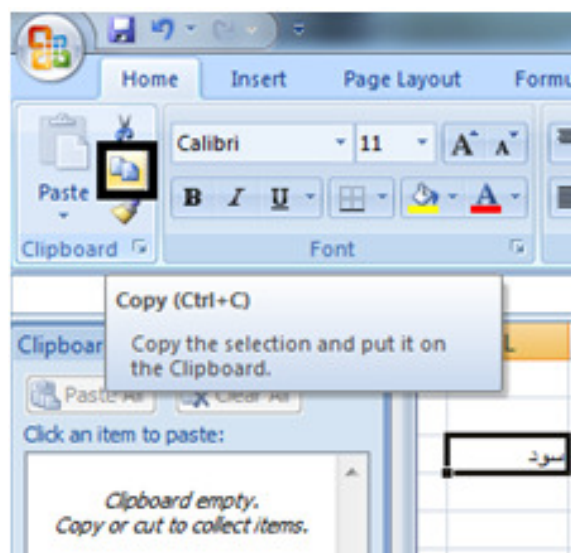 Home Insert Page Layout Formu
Calibri 11 A A
Paste B I U A
Clipboard Font
Copy (Ctrl+C)
Copy the selection and put it on
the Clipboard.
Clipboar L
Paste All Clear All
Click an item to paste:
سود
Clipboard empty.
Copy or cut to collect items.